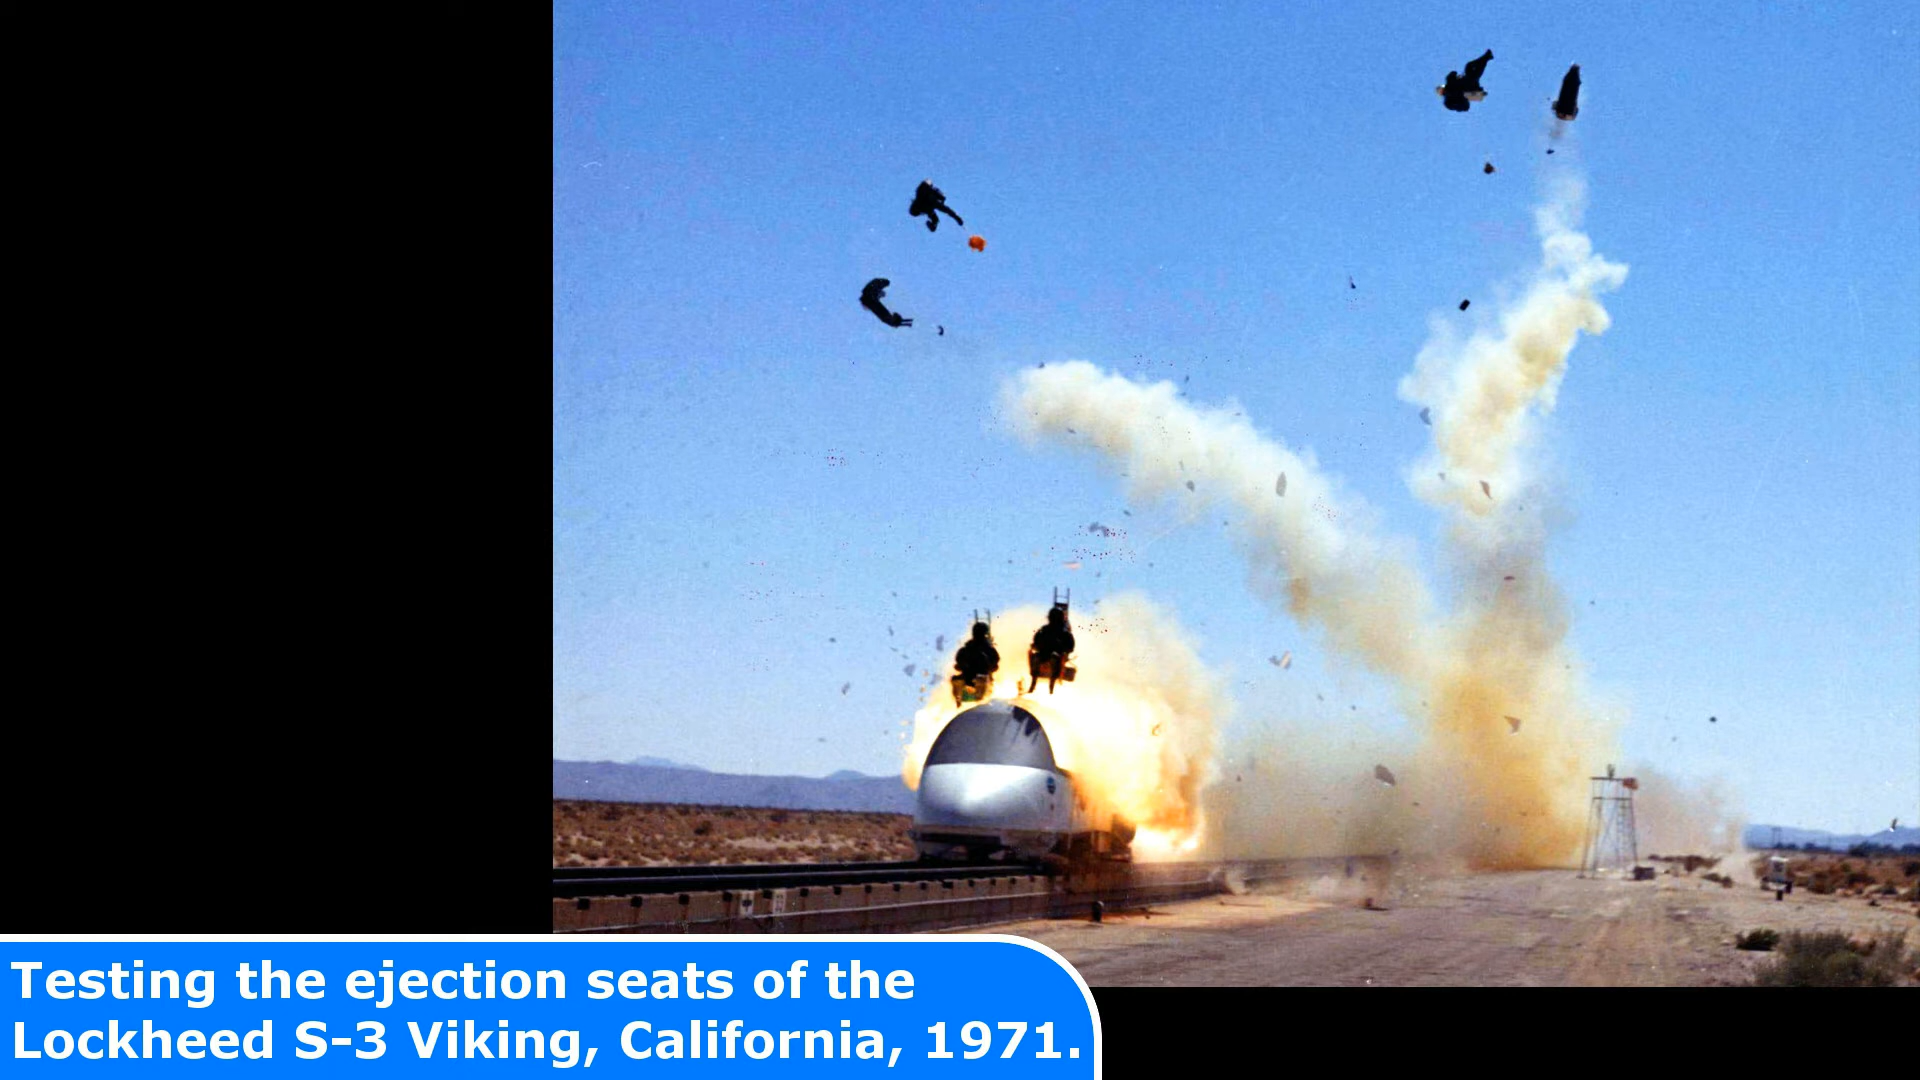 Testing the ejection seats of the
Lockheed S-3 Viking, California, 1971.